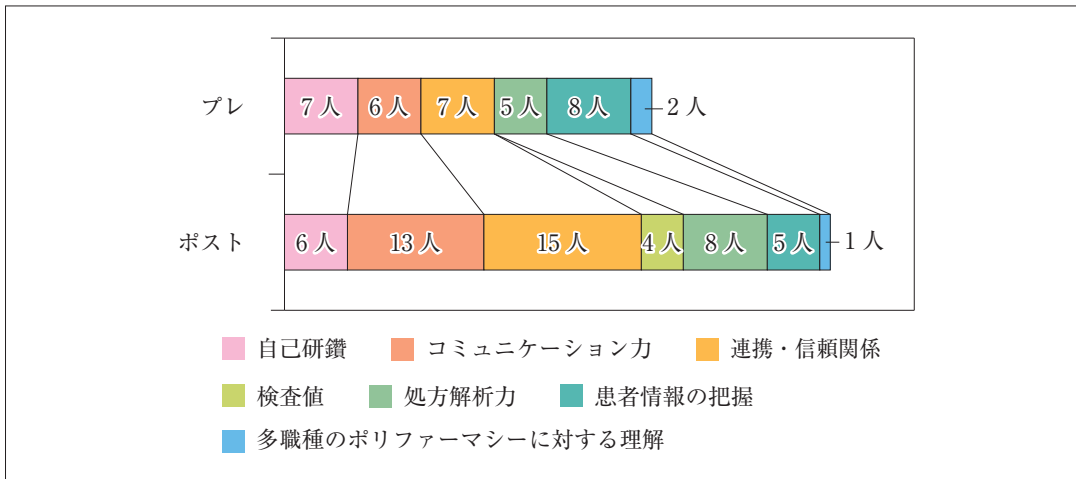 プレ 7人 6人 7人 5人 8人 2人
ポスト 6人 13人 15人 4人 8人 5人 1人
自己研鑽 コミュニケーション力 連携・信頼関係
検査値 処方解析力 患者情報の把握
多職種のポリファーマシーに対する理解